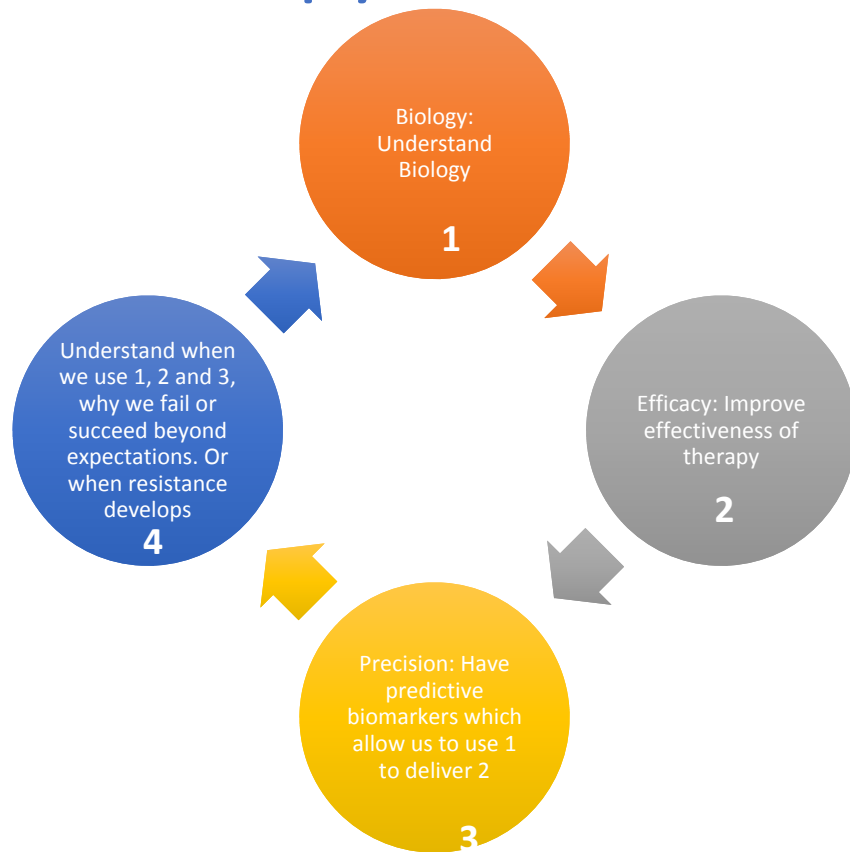 Biology:
Understand
Biology
1
Efficacy: Improve
effectiveness of
therapy
2
Precision: Have
predictive
biomarkers which
allow us to use 1
to deliver 2
3
Understand when
we use 1, 2 and 3,
why we fail or
succeed beyond
expectations. Or
when resistance
develops
4